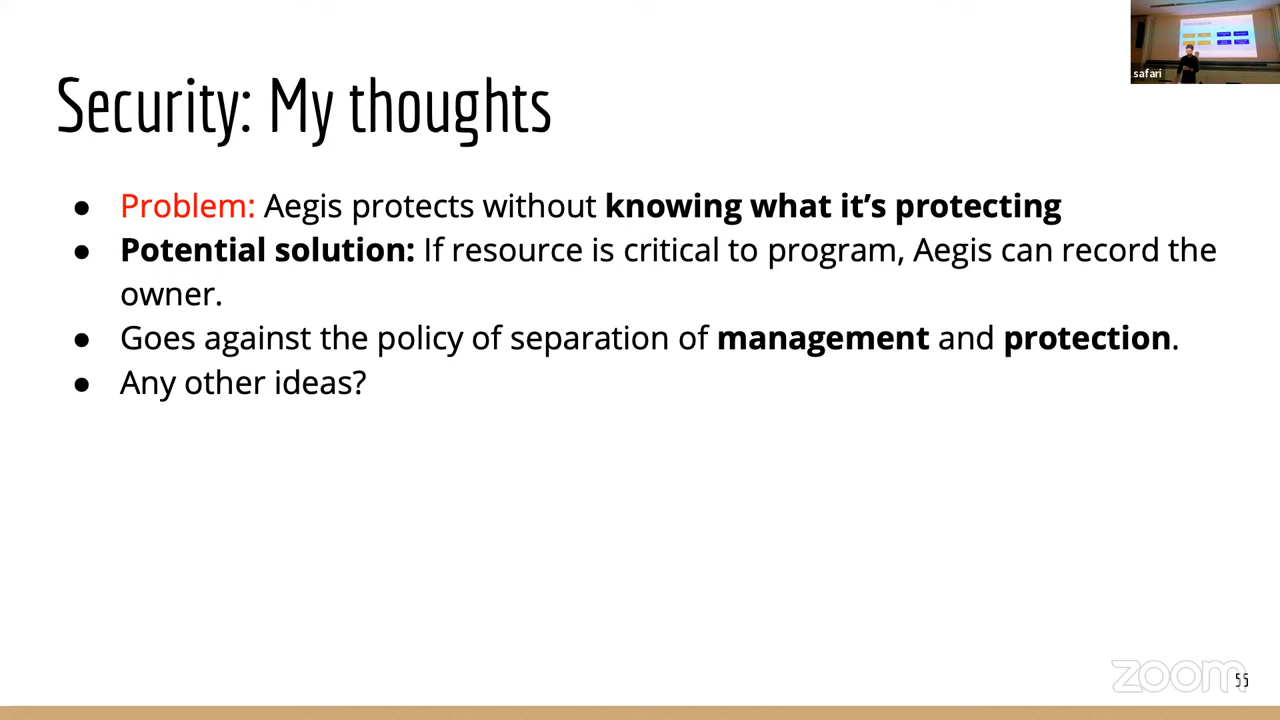 safari
Security: My thoughts
● Problem: Aegis protects without knowing what it's protecting
● Potential solution: If resource is critical to program, Aegis can record the
owner.
● Goes against the policy of separation of management and protection.
● Any other ideas?
zoom
55